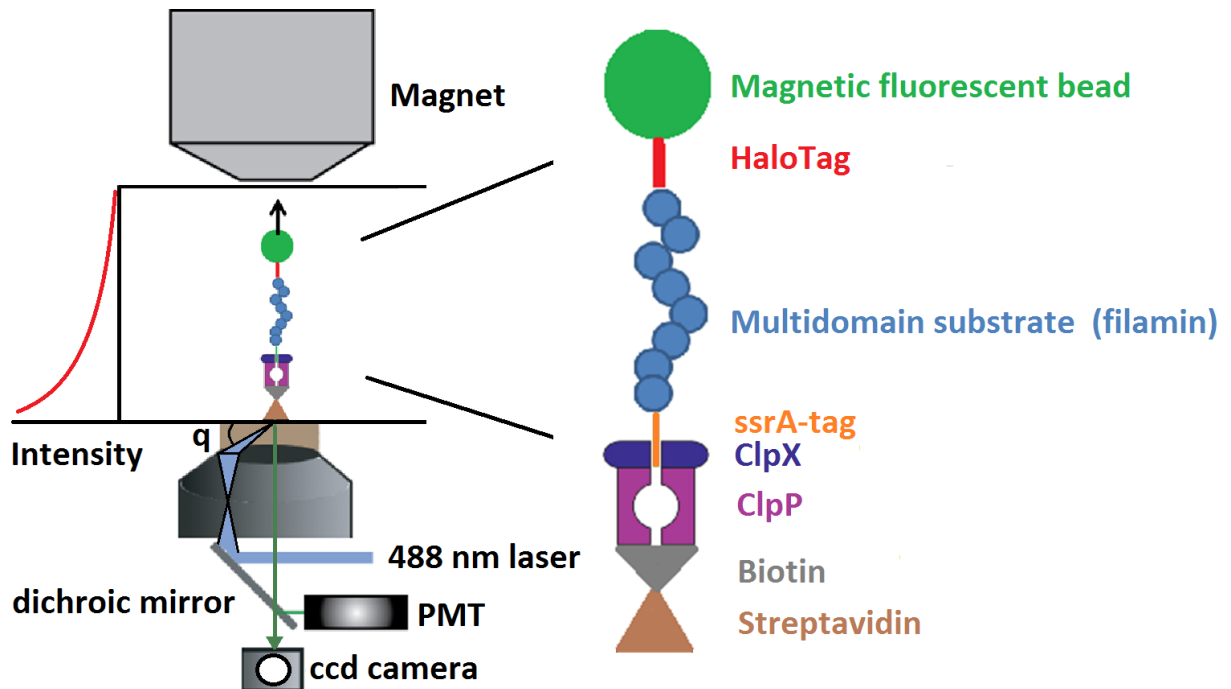 Magnet
Intensity
q
488 nm laser
dichroic mirror
PMT
ccd camera
Magnetic fluorescent bead
HaloTag
Multidomain substrate (filamin)
ssrA-tag
ClpX
ClpP
Biotin
Streptavidin